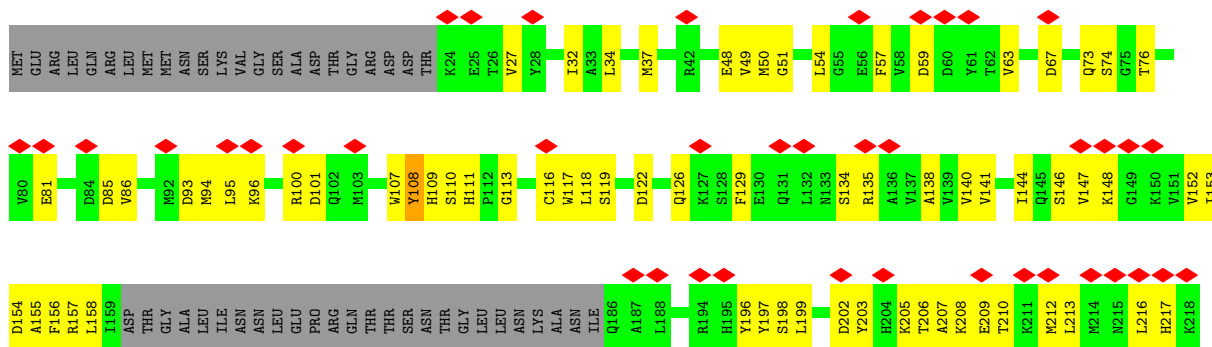 MET GLU ARG LEU GLN ARG LEU MET MET ASN SER LYS VAL GLY SER ALA ASP THR GLY ARG ASP ASP THR K24 E25 T26 V27 Y28 I32 A33 L34 M37 R42 E48 V49 M50 G51 L54 G55 E56 F57 V58 D59 D60 Y61 T62 V63 D67 Q73 S74 G75 T76
V80 E81 D84 D85 V86 M92 D93 M94 L95 K96 R100 D101 Q102 M103 W107 Y108 H109 S110 H111 P112 G113 C116 W117 L118 S119 D122 Q126 K127 S128 F129 E130 Q131 L132 N133 S134 R135 A136 V137 A138 V139 V140 V141 I144 Q145 S146 V147 K148 G149 K150 V151 V152 I153
D154 A155 F156 R157 L158 I159 ASP THR GLY ALA LEU ILE ASN ASN LEU GLU PRO ARG GLN THR THR SER ASN THR GLY LEU LEU ASN LYS ALA ASN ILE Q186 A187 L188 R194 H195 Y196 Y197 S198 L199 D202 Y203 H204 K205 T206 A207 K208 E209 T210 K211 M212 L213 M214 N215 L216 H217 K218